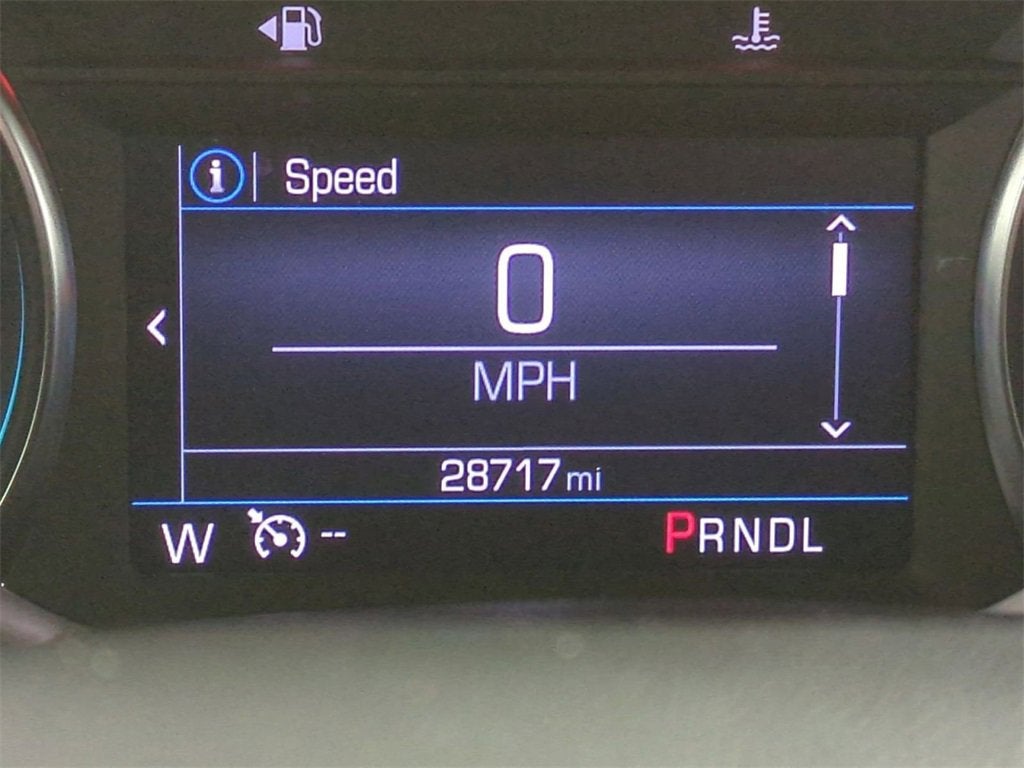 Speed
0
MPH
28717 mi
W -- PRNDL